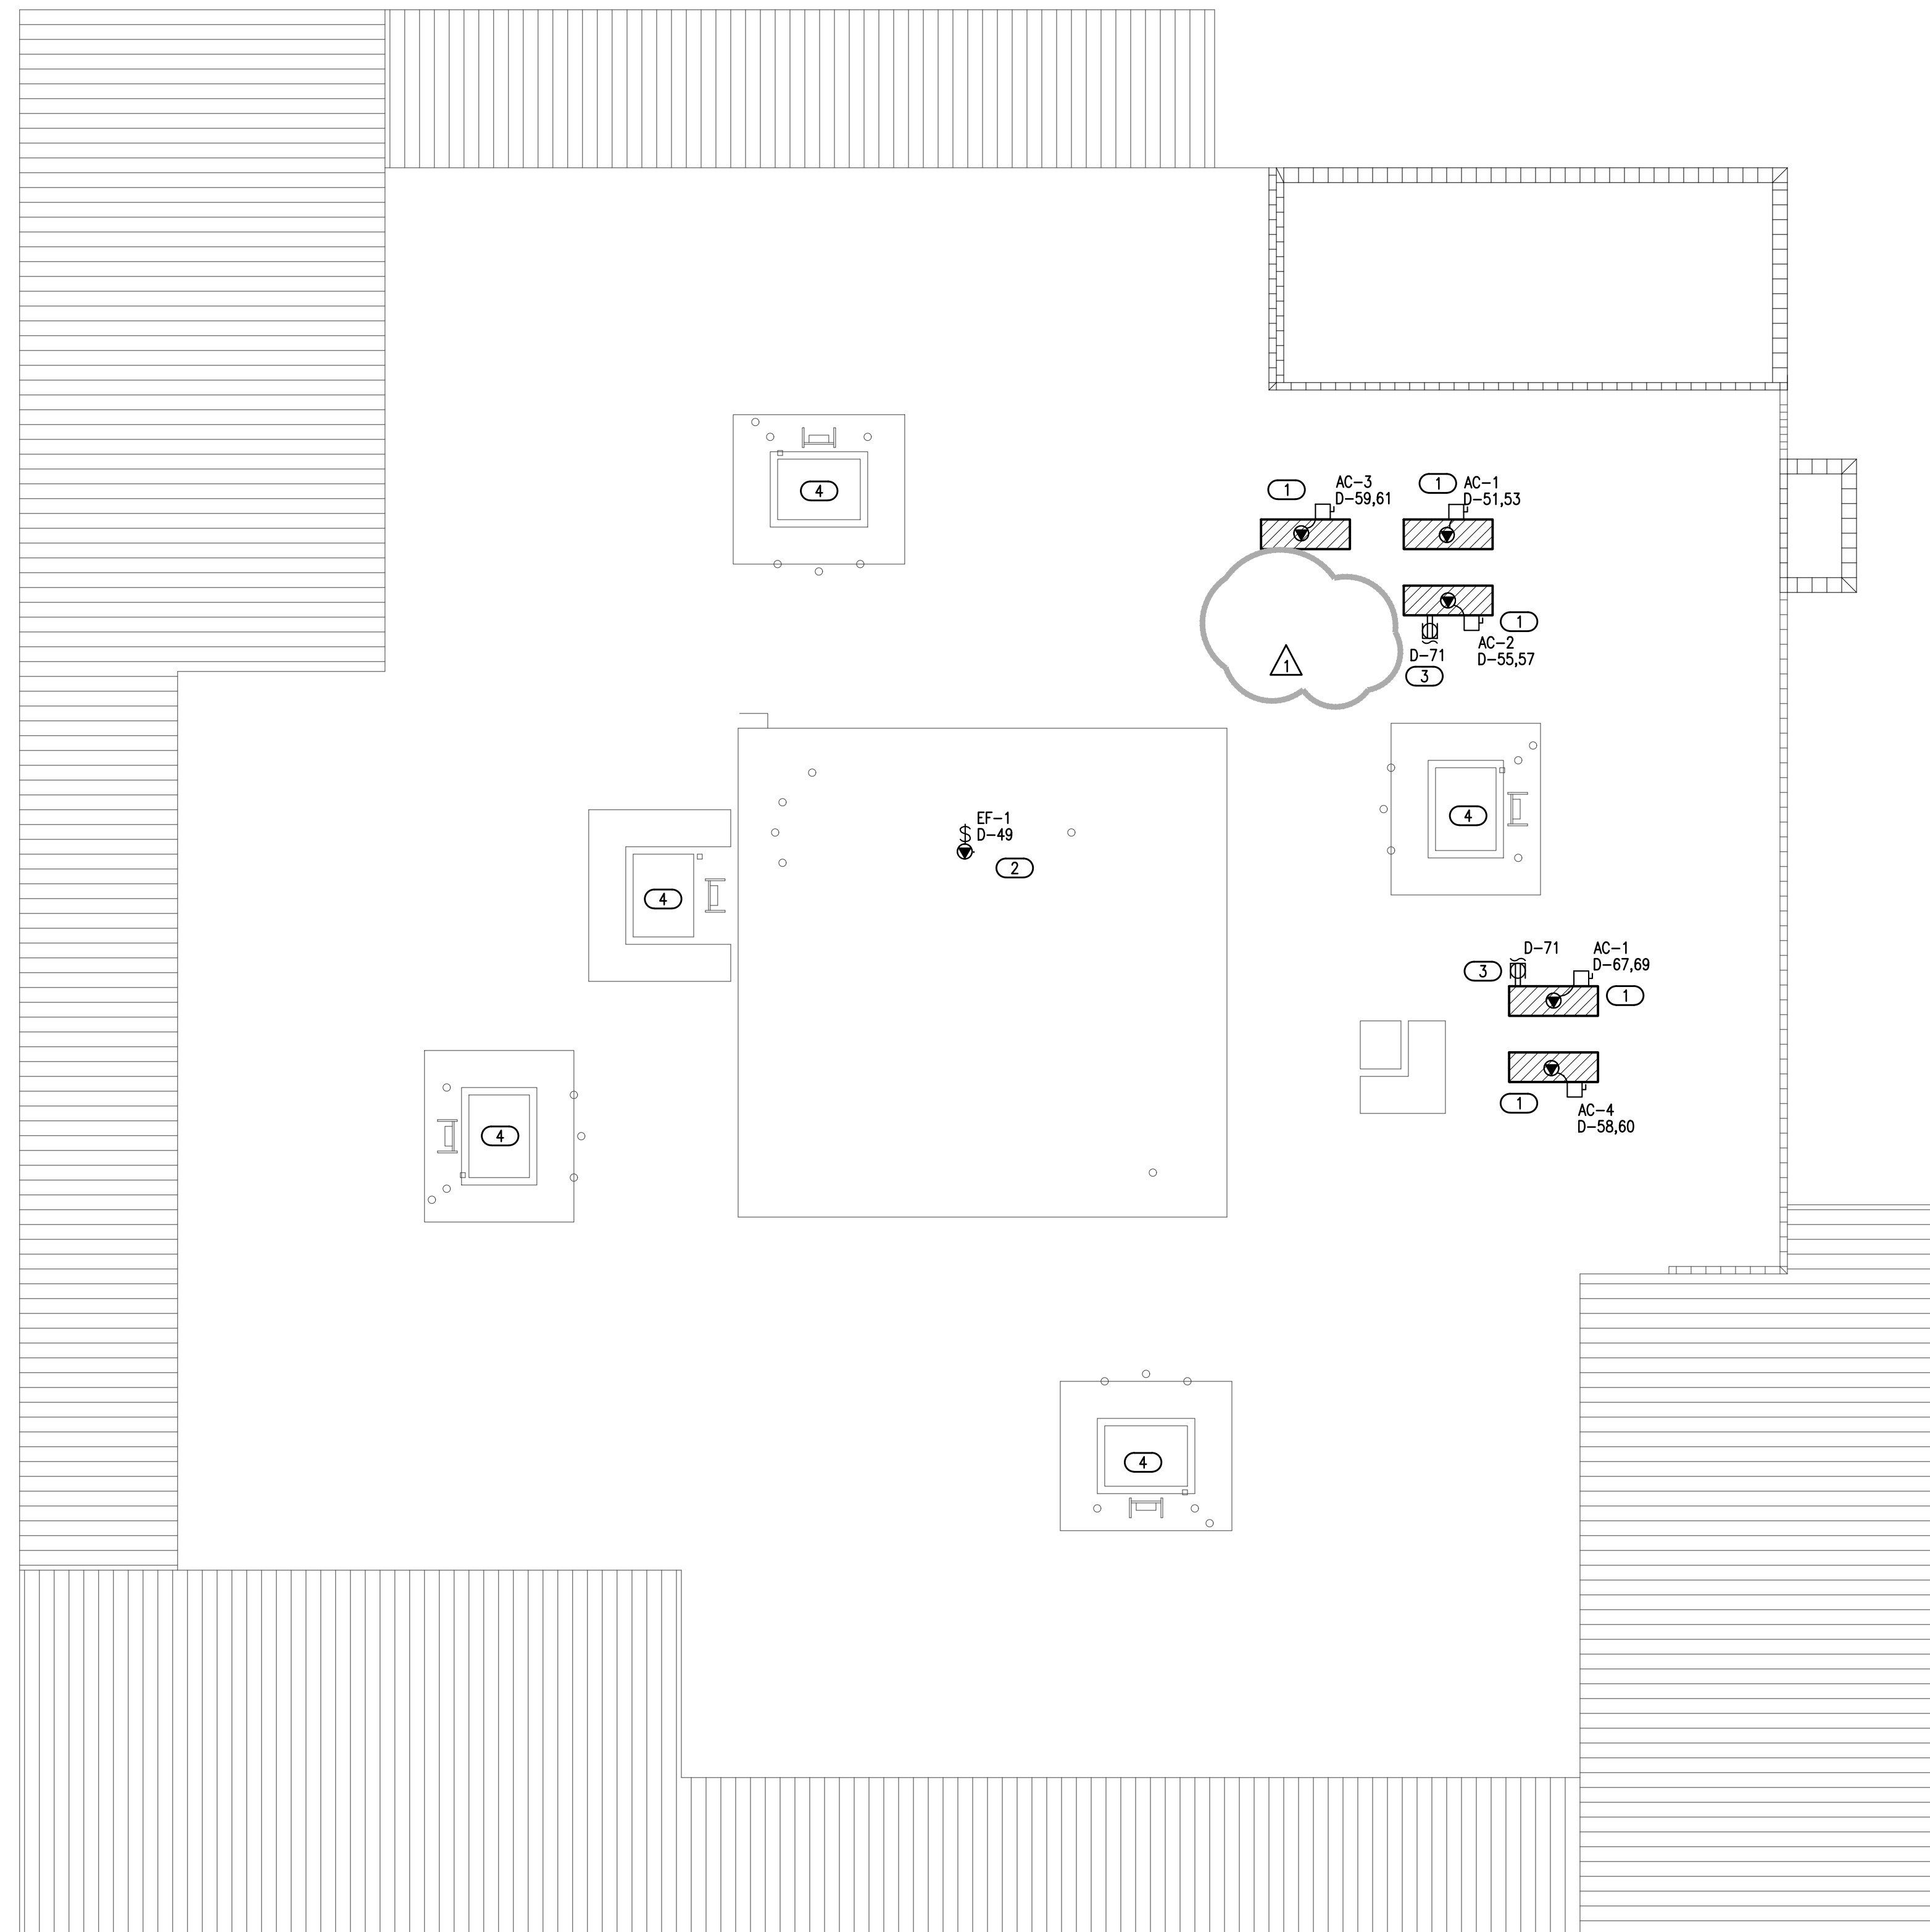 1
AC-3
D-59,61
1
AC-1
D-51,53
4
1
AC-2
D-55,57
D-71
3
1
EF-1
D-49
2
4
4
D-71
AC-1
D-67,69
3
1
1
AC-4
D-58,60
4
4